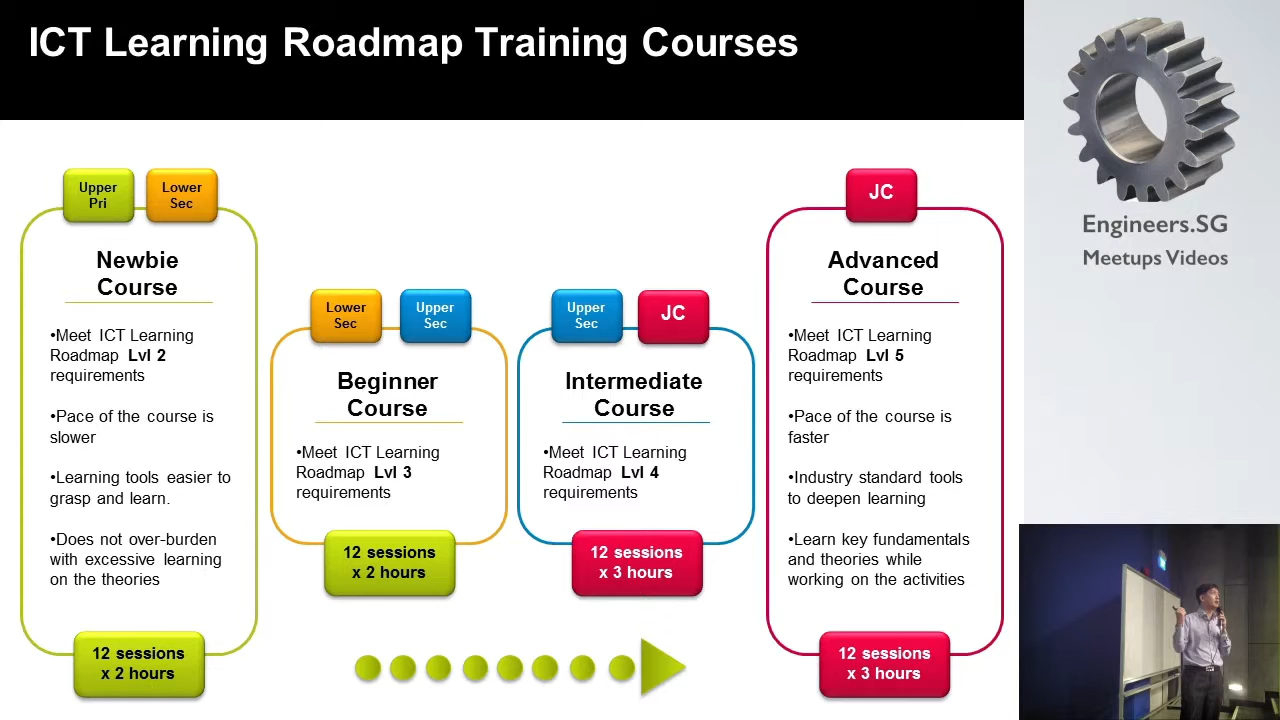 ICT Learning Roadmap Training Courses
Upper
Pri
Lower
Sec
Newbie
Course
•Meet ICT Learning
Roadmap Lvl 2
requirements
•Pace of the course is
slower
•Learning tools easier to
grasp and learn.
•Does not over-burden
with excessive learning
on the theories
12 sessions
x 2 hours
Lower
Sec
Upper
Sec
Beginner
Course
•Meet ICT Learning
Roadmap Lvl 3
requirements
12 sessions
x 2 hours
Upper
Sec
JC
Intermediate
Course
•Meet ICT Learning
Roadmap Lvl 4
requirements
12 sessions
x 3 hours
JC
Advanced
Course
•Meet ICT Learning
Roadmap Lvl 5
requirements
•Pace of the course is
faster
•Industry standard tools
to deepen learning
•Learn key fundamentals
and theories while
working on the activities
12 sessions
x 3 hours
Engineers.SG
Meetups Videos